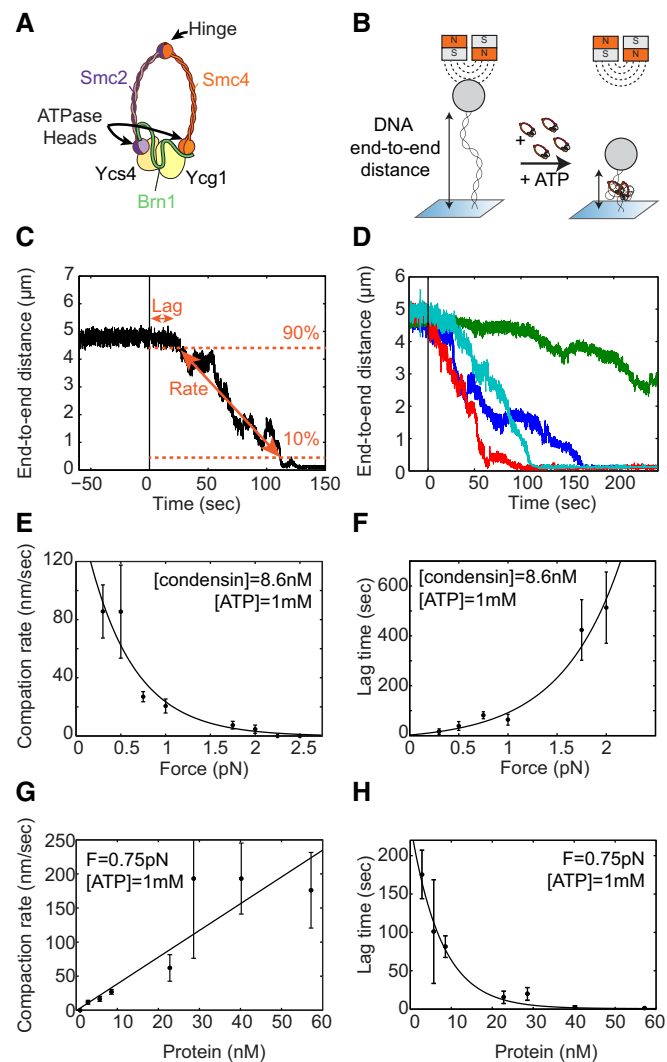 A
Hinge
Smc2
Smc4
ATPase
Heads
Ycs4
Ycg1
Brn1
B
N S
S N
N S
S N
DNA
end-to-end
distance
+
+ ATP
C
End-to-end distance (µm)
7
6
5
4
3
2
1
0
Lag
90%
Rate
10%
-50 0 50 100 150
Time (sec)
D
End-to-end distance (µm)
6
5
4
3
2
1
0
0 50 100 150 200
Time (sec)
E
Compation rate (nm/sec)
120
80
40
0
[condensin]=8.6nM
[ATP]=1mM
0 0.5 1 1.5 2 2.5
Force (pN)
F
Lag time (sec)
600
400
200
0
[condensin]=8.6nM
[ATP]=1mM
0 1 2
Force (pN)
G
Compaction rate (nm/sec)
250
200
150
100
50
0
F=0.75pN
[ATP]=1mM
0 10 20 30 40 50 60
Protein (nM)
H
Lag time (sec)
200
150
100
50
0
F=0.75pN
[ATP]=1mM
0 10 20 30 40 50 60
Protein (nM)